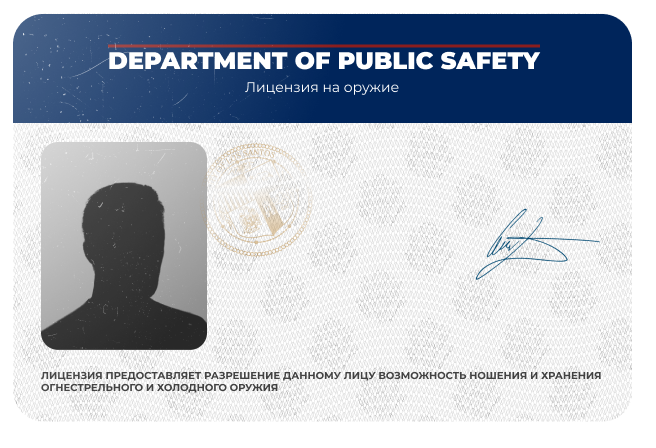 DEPARTMENT OF PUBLIC SAFETY
Лицензия на оружие
ЛИЦЕНЗИЯ ПРЕДОСТАВЛЯЕТ РАЗРЕШЕНИЕ ДАННОМУ ЛИЦУ ВОЗМОЖНОСТЬ НОШЕНИЯ И ХРАНЕНИЯ
ОГНЕСТРЕЛЬНОГО И ХОЛОДНОГО ОРУЖИЯ